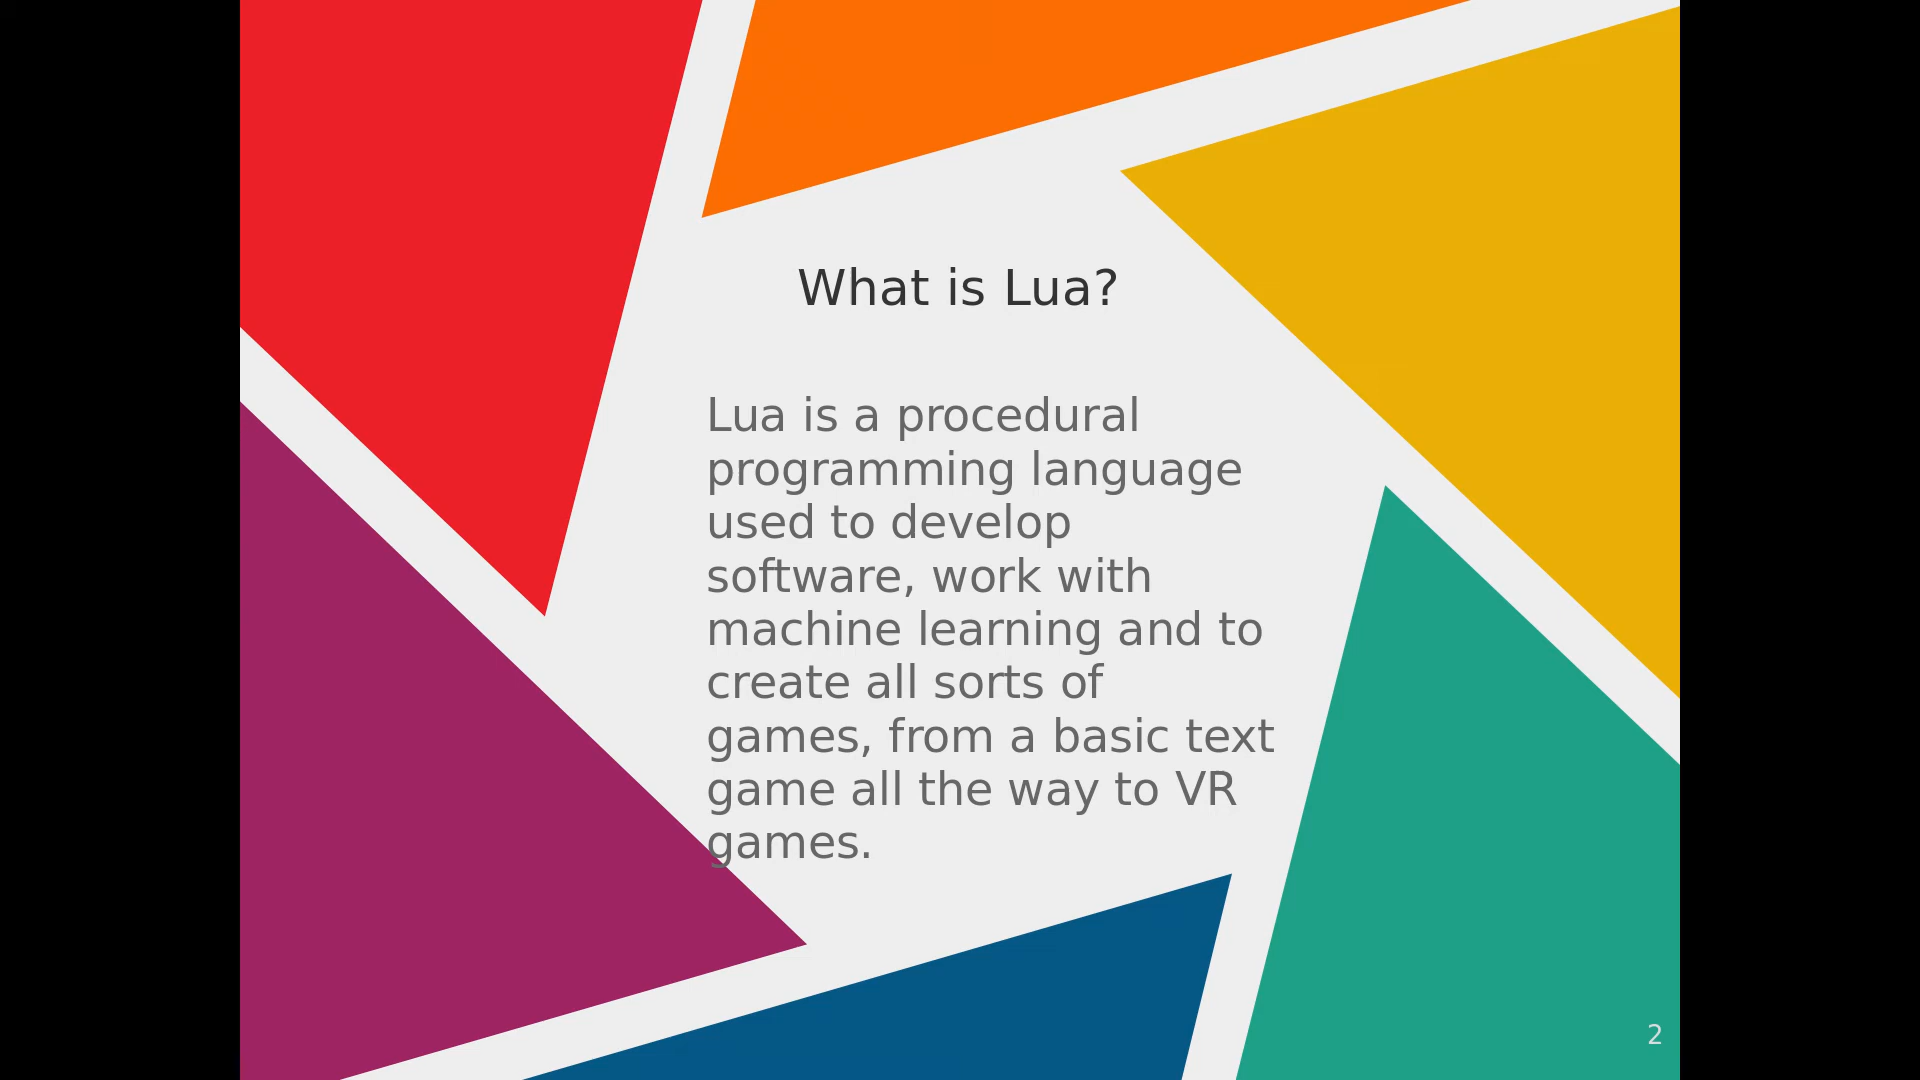 What is Lua?
Lua is a procedural
programming language
used to develop
software, work with
machine learning and to
create all sorts of
games, from a basic text
game all the way to VR
games.
2